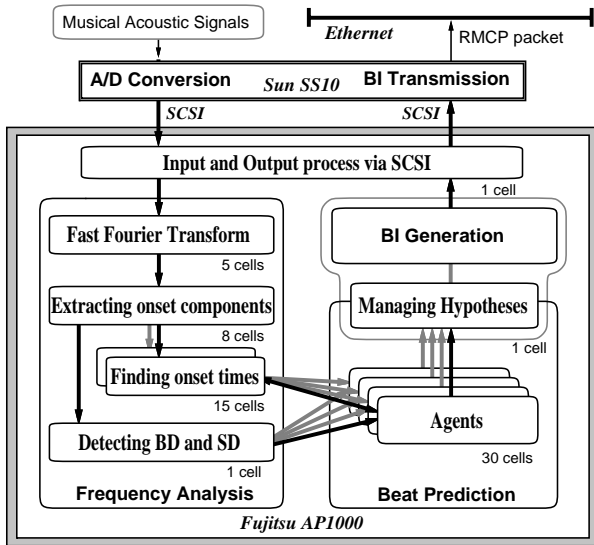 Musical Acoustic Signals
Ethernet
RMCP packet
A/D Conversion
Sun SS10
BI Transmission
SCSI
SCSI
Input and Output process via SCSI
1 cell
Fast Fourier Transform
5 cells
BI Generation
Extracting onset components
8 cells
Managing Hypotheses
1 cell
Finding onset times
15 cells
Detecting BD and SD
1 cell
Agents
30 cells
Frequency Analysis
Beat Prediction
Fujitsu AP1000